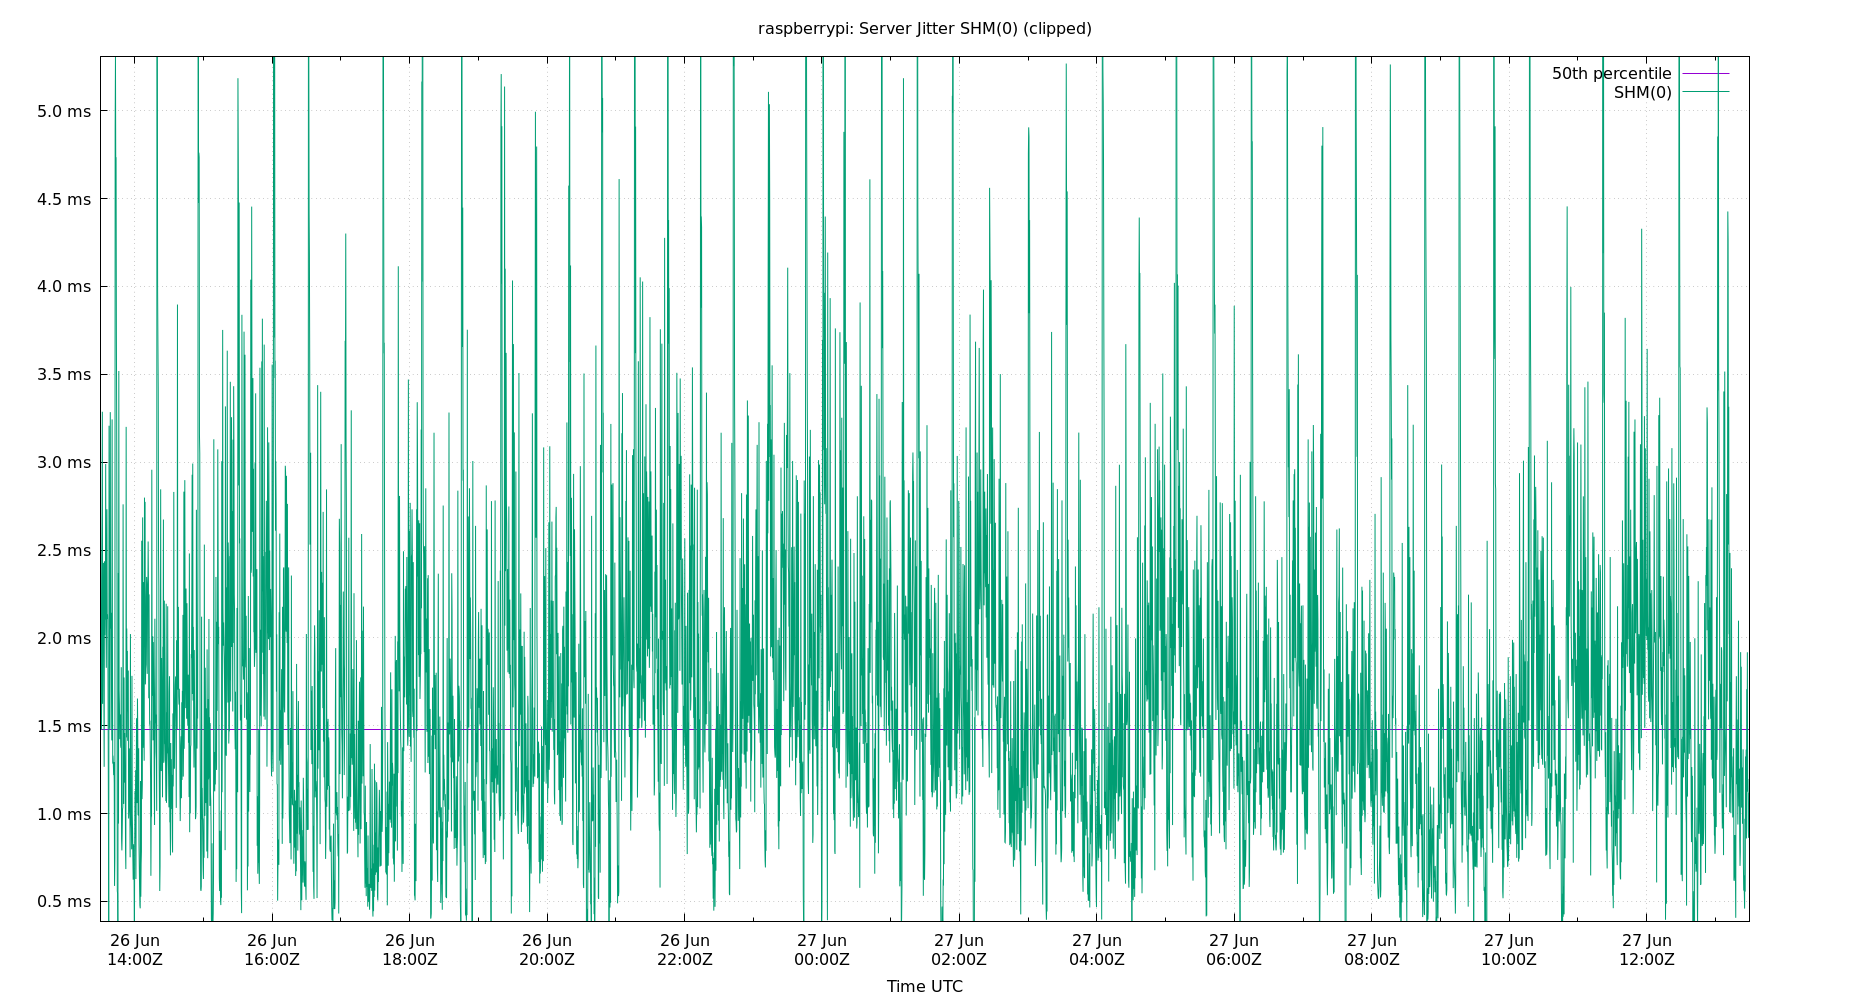 raspberrypi: Server Jitter SHM(0) (clipped)
50th percentile
SHM(0)
5.0 ms
4.5 ms
4.0 ms
3.5 ms
3.0 ms
2.5 ms
2.0 ms
1.5 ms
1.0 ms
0.5 ms
26 Jun 26 Jun 26 Jun 26 Jun 26 Jun 27 Jun 27 Jun 27 Jun 27 Jun 27 Jun 27 Jun 27 Jun
14:00Z 16:00Z 18:00Z 20:00Z 22:00Z 00:00Z 02:00Z 04:00Z 06:00Z 08:00Z 10:00Z 12:00Z
Time UTC